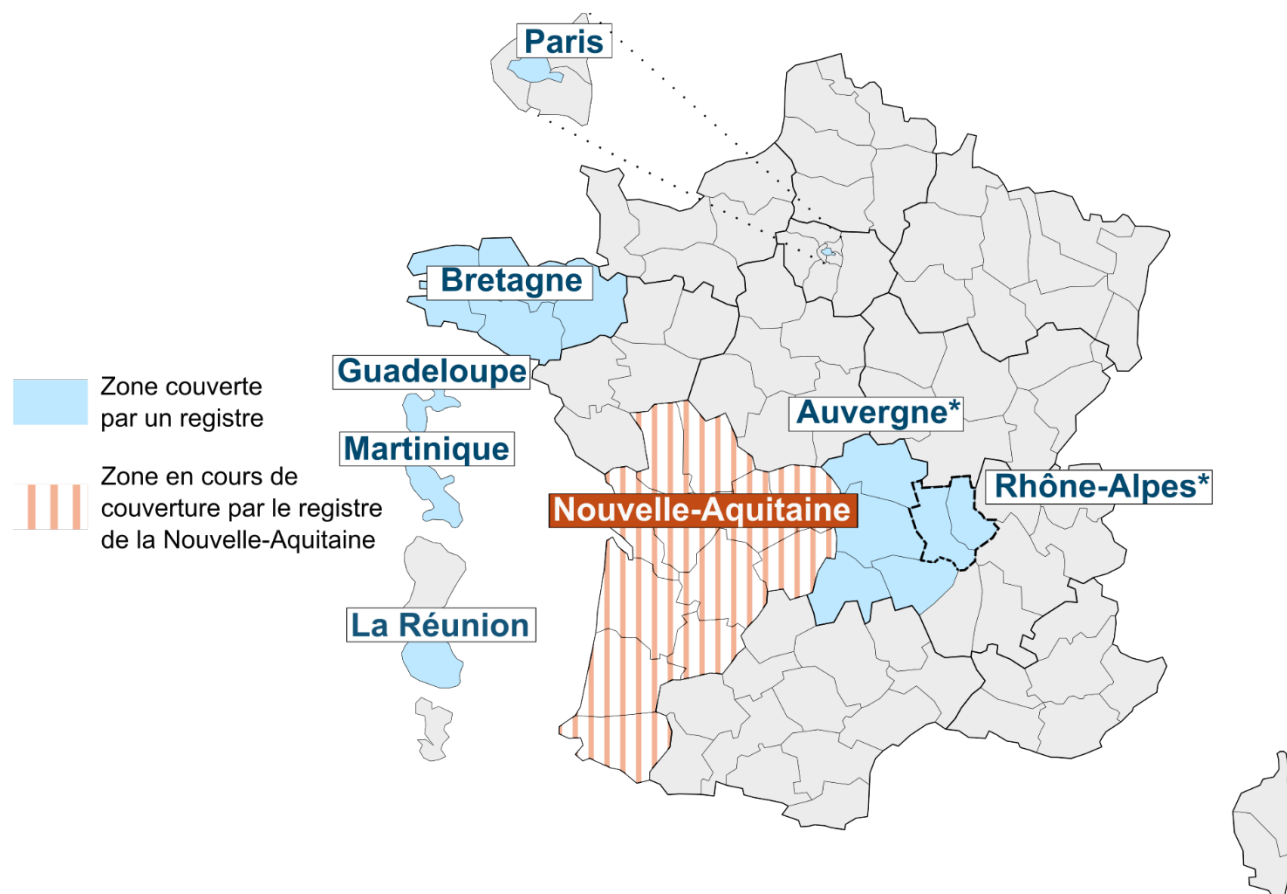 Paris
Bretagne
Guadeloupe
Zone couverte
par un registre
Auvergne*
Martinique
Zone en cours de
couverture par le registre
de la Nouvelle-Aquitaine
Rhône-Alpes*
Nouvelle-Aquitaine
La Réunion